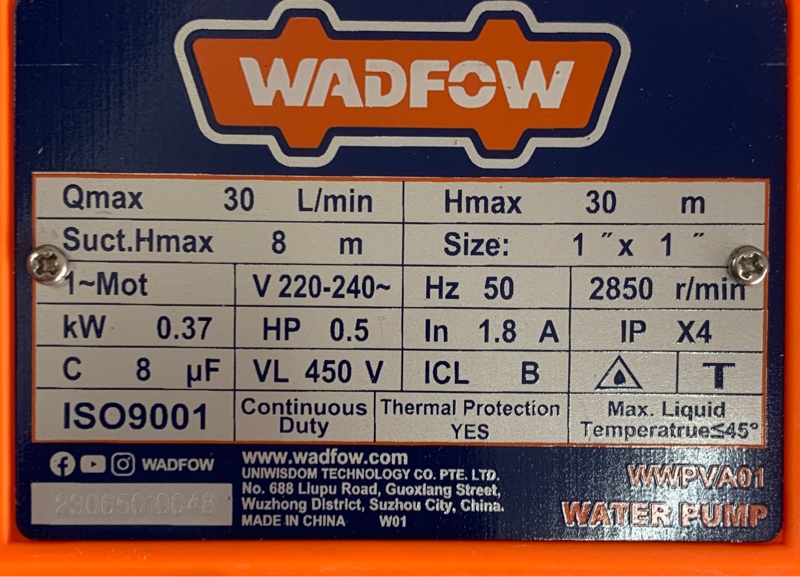 WADFOW
Qmax 30 L/min Hmax 30 m
Suct.Hmax 8 m Size: 1 ″ x 1 ″
1~Mot V 220-240~ Hz 50 2850 r/min
kW 0.37 HP 0.5 In 1.8 A IP X4
C 8 µF VL 450 V ICL B T
ISO9001 Continuous Duty Thermal Protection YES Max. Liquid Temperatrue≤45°
WADFOW
www.wadfow.com
UNIWISDOM TECHNOLOGY CO. PTE. LTD.
No. 688 Liupu Road, Guoxiang Street,
Wuzhong District, Suzhou City, China.
MADE IN CHINA W01
23065010048
WWPVA01
WATER PUMP